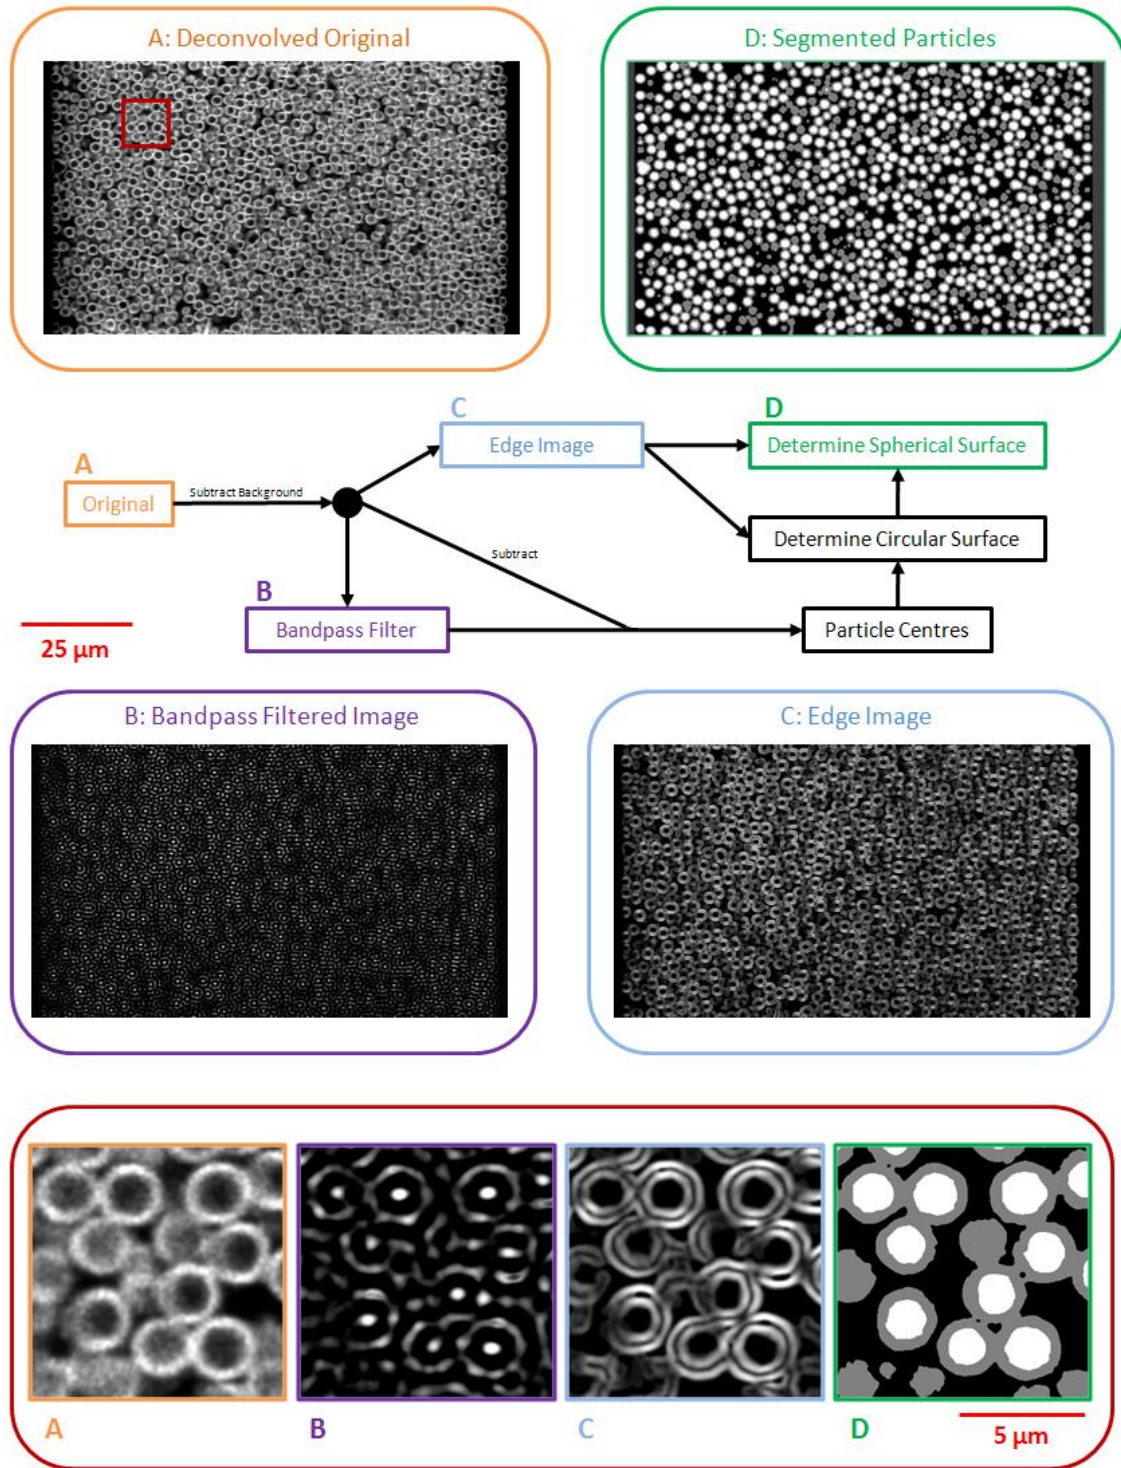 A: Deconvolved Original
D: Segmented Particles
C
D
Edge Image
Determine Spherical Surface
A
Original
Subtract Background
Subtract
Determine Circular Surface
B
Bandpass Filter
Particle Centres
25 µm
B: Bandpass Filtered Image
C: Edge Image
A
B
C
D
5 µm